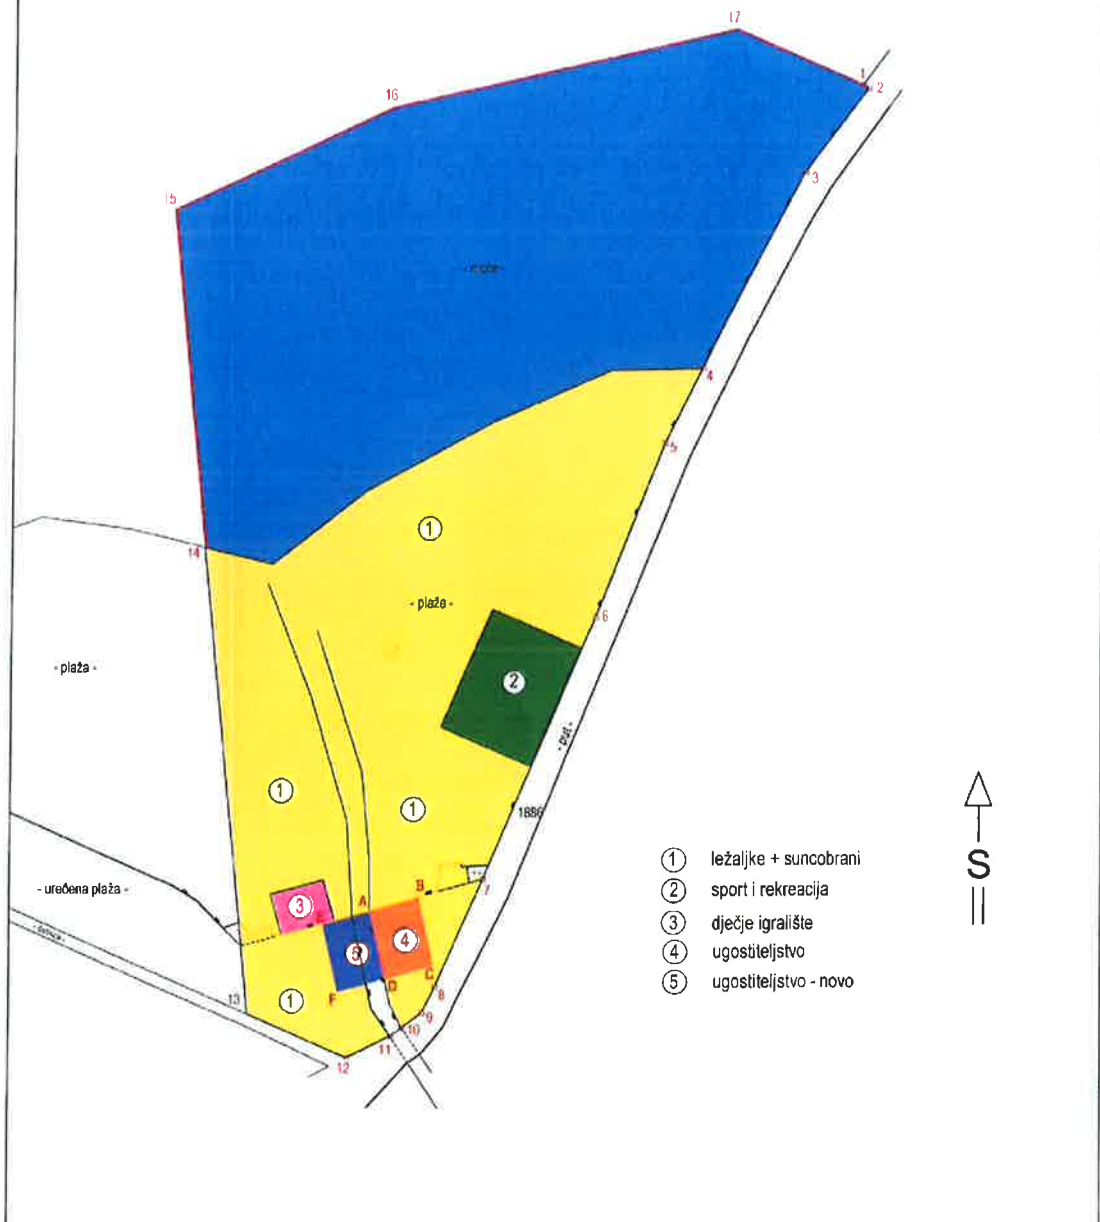 17
1
2
16
3
15
- more -
4
5
1
14
- plaža -
6
- plaža -
2
- put -
1
1
1886
1 ležaljke + suncobrani
S
7
- uređena plaža -
B
2 sport i rekreacija
3
A
E
3 dječje igralište
4
5
4 ugostiteljstvo
C
D
5 ugostiteljstvo - novo
F
8
13
1
9
10
11
12